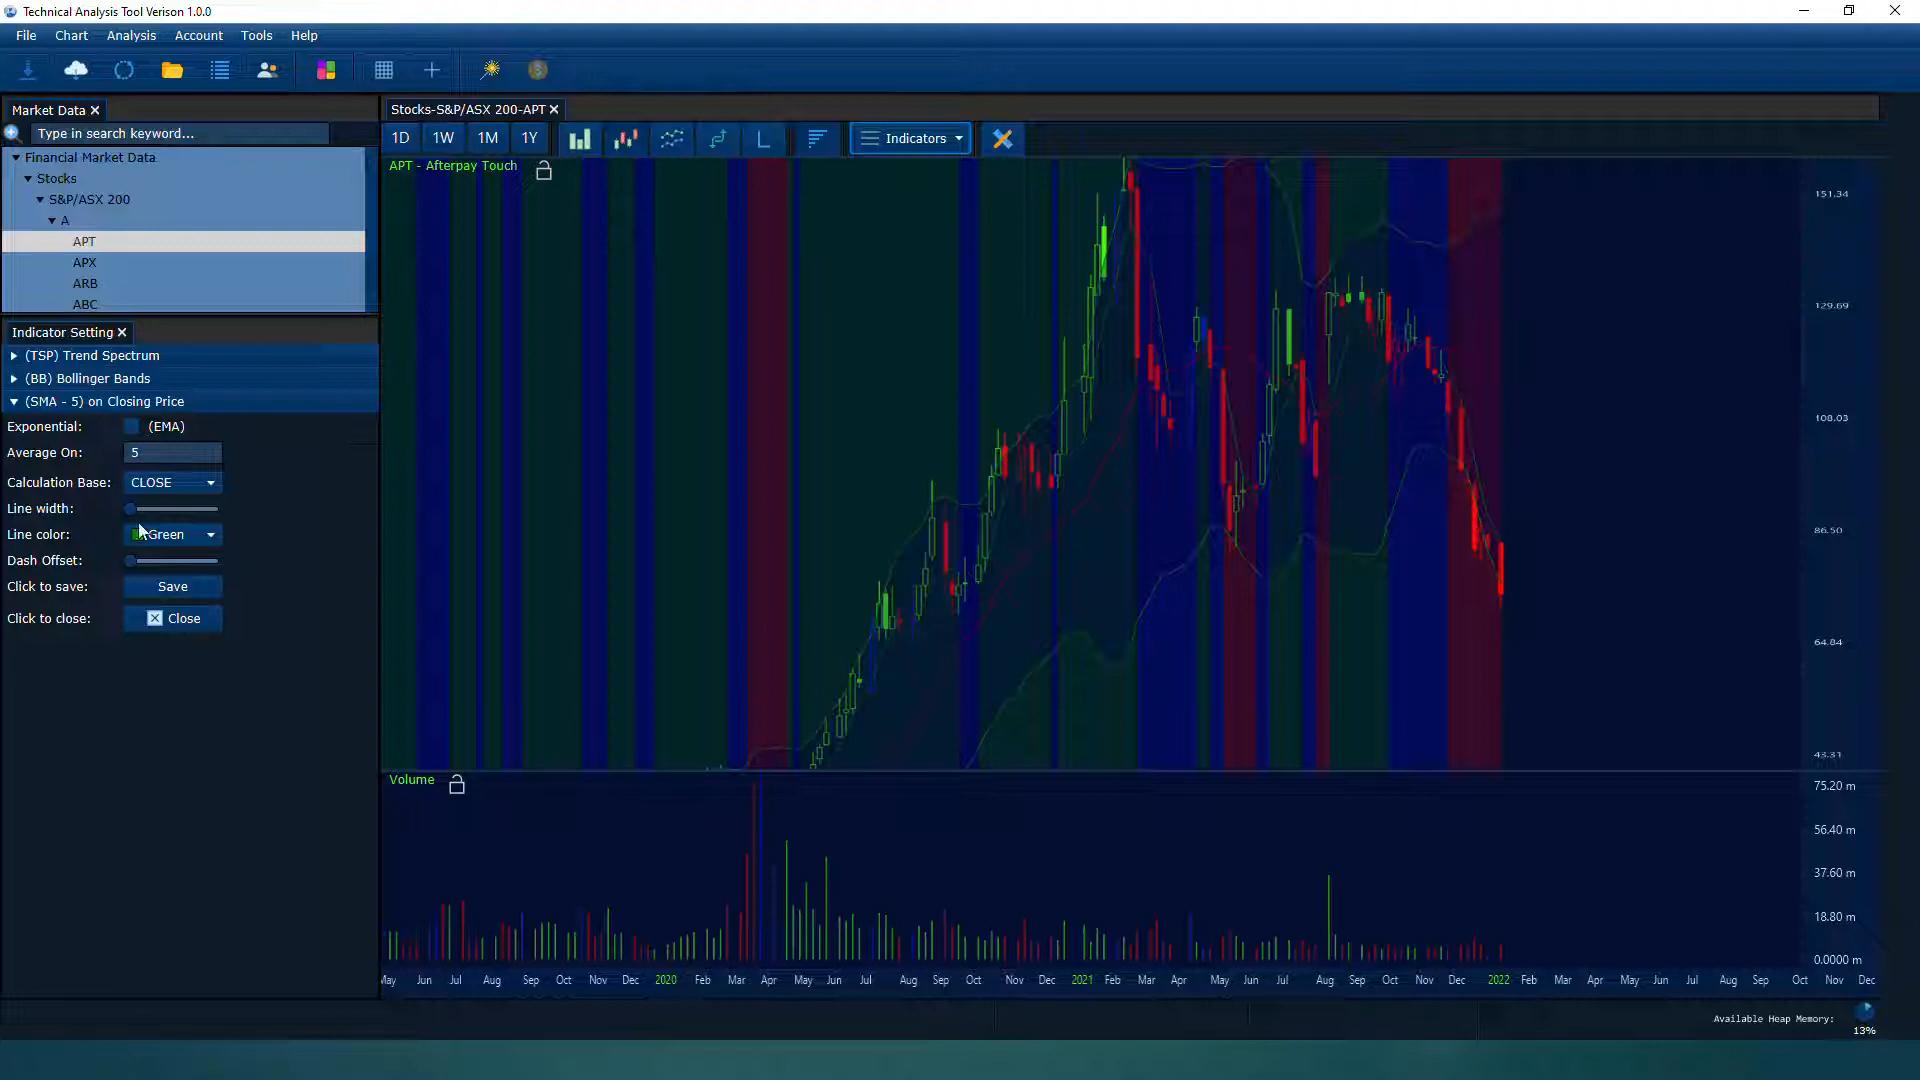 Technical Analysis Tool Verison 1.0.0
File Chart Analysis Account Tools Help
Market Data
Type in search keyword...
Financial Market Data
Stocks
S&P/ASX 200
A
APT
APX
ARB
ABC
Indicator Setting
(TSP) Trend Spectrum
(BB) Bollinger Bands
(SMA - 5) on Closing Price
Exponential: (EMA)
Average On: 5
Calculation Base: CLOSE
Line width:
Line color: Green
Dash Offset:
Click to save: Save
Click to close: Close
Stocks-S&P/ASX 200-APT
1D 1W 1M 1Y Indicators
APT - Afterpay Touch
151.34
129.69
108.03
86.50
64.84
43.31
Volume
75.20 m
56.40 m
37.60 m
18.80 m
0.0000 m
May Jun Jul Aug Sep Oct Nov Dec 2020 Feb Mar Apr May Jun Jul Aug Sep Oct Nov Dec 2021 Feb Mar Apr May Jun Jul Aug Sep Oct Nov Dec 2022 Feb Mar Apr May Jun Jul Aug Sep Oct Nov Dec
Available Heap Memory:
13%